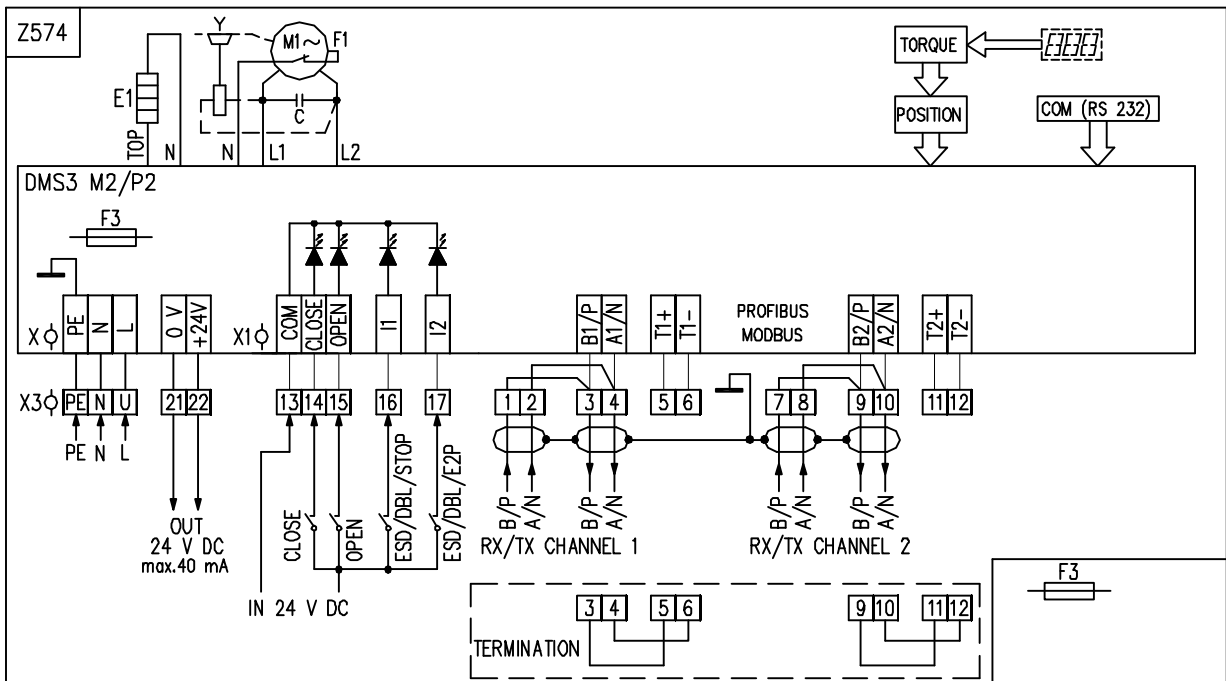 Z574
Y
M1 ~
F1
TORQUE
8888
E1
C
POSITION
COM (RS 232)
TOP
N
N
L1
L2
DMS3 M2/P2
F3
PROFIBUS
MODBUS
X
PE
N
L
0 V
+24V
X1
COM
CLOSE
OPEN
I1
I2
B1/P
A1/N
T1+
T1-
B2/P
A2/N
T2+
T2-
X3
PE
N
U
21
22
13
14
15
16
17
1
2
3
4
5
6
7
8
9
10
11
12
PE N L
OUT
24 V DC
max.40 mA
CLOSE
OPEN
ESD/DBL/STOP
ESD/DBL/E2P
IN 24 V DC
B/P
A/N
B/P
A/N
RX/TX CHANNEL 1
B/P
A/N
B/P
A/N
RX/TX CHANNEL 2
TERMINATION
3
4
5
6
9
10
11
12
F3